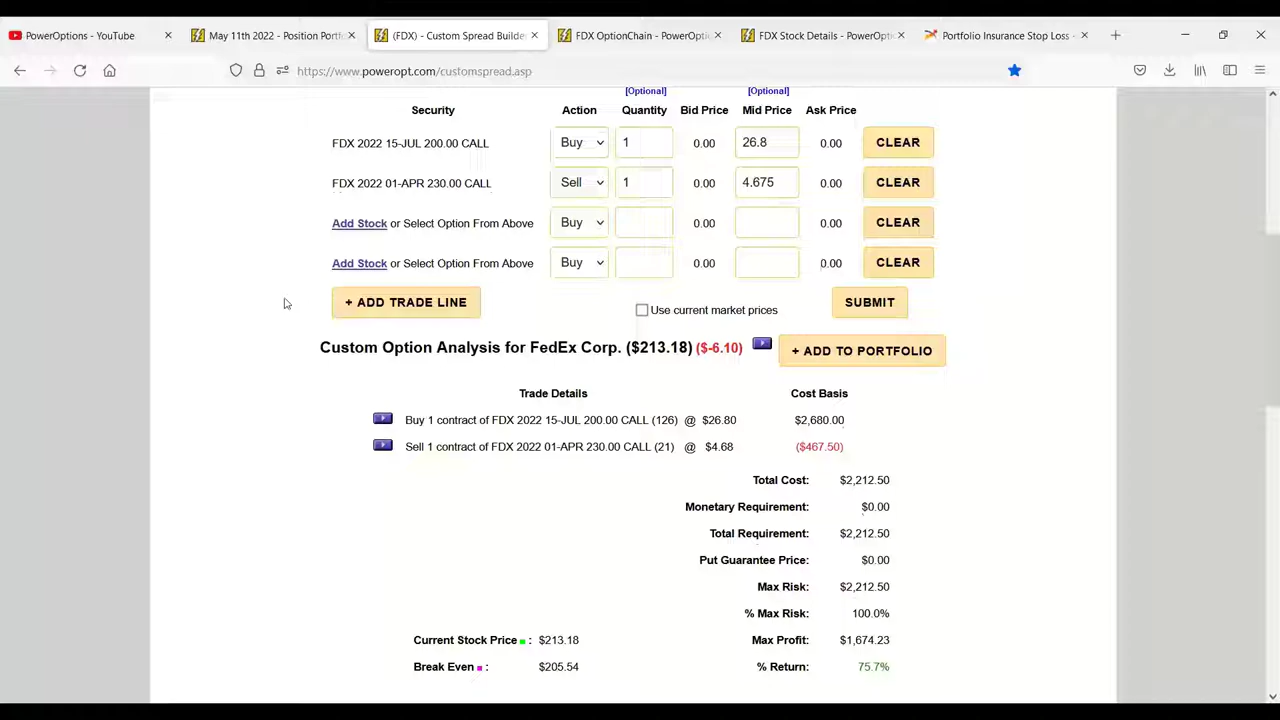 PowerOptions - YouTube
May 11th 2022 - Position Portfo
(FDX) - Custom Spread Builde
FDX OptionChain - PowerOpti
FDX Stock Details - PowerOptic
Portfolio Insurance Stop Loss -
https://www.poweropt.com/customspread.asp
[Optional] [Optional]
Security Action Quantity Bid Price Mid Price Ask Price
FDX 2022 15-JUL 200.00 CALL Buy 1 0.00 26.8 0.00 CLEAR
FDX 2022 01-APR 230.00 CALL Sell 1 0.00 4.675 0.00 CLEAR
Add Stock or Select Option From Above Buy 0.00 0.00 CLEAR
Add Stock or Select Option From Above Buy 0.00 0.00 CLEAR
+ ADD TRADE LINE Use current market prices SUBMIT
Custom Option Analysis for FedEx Corp. ($213.18) ($-6.10) + ADD TO PORTFOLIO
Trade Details Cost Basis
Buy 1 contract of FDX 2022 15-JUL 200.00 CALL (126) @ $26.80 $2,680.00
Sell 1 contract of FDX 2022 01-APR 230.00 CALL (21) @ $4.68 ($467.50)
Total Cost: $2,212.50
Monetary Requirement: $0.00
Total Requirement: $2,212.50
Put Guarantee Price: $0.00
Max Risk: $2,212.50
% Max Risk: 100.0%
Current Stock Price : $213.18 Max Profit: $1,674.23
Break Even : $205.54 % Return: 75.7%